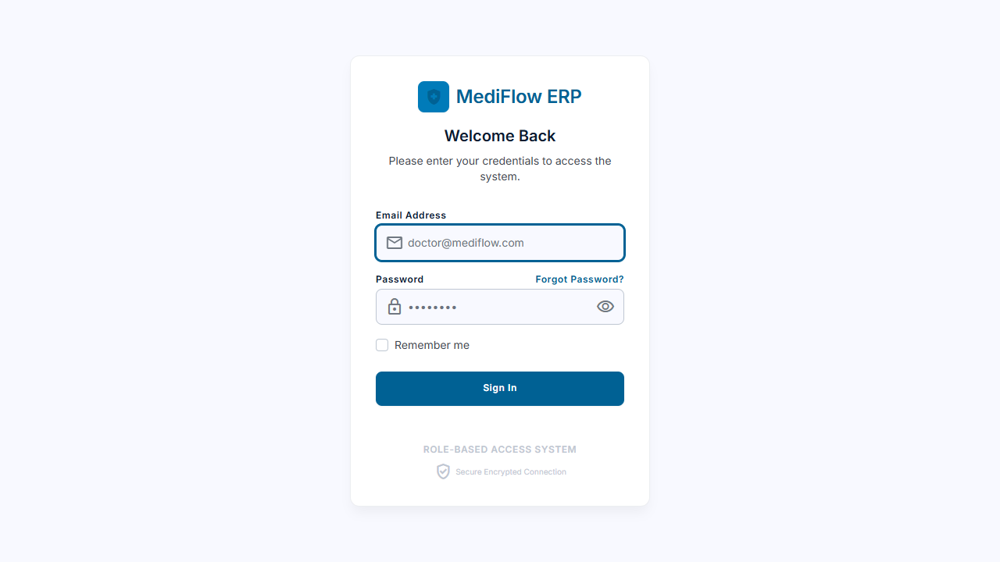 MediFlow ERP
Welcome Back
Please enter your credentials to access the
system.
Email Address
doctor@mediflow.com
Password Forgot Password?
••••••••
Remember me
Sign In
ROLE-BASED ACCESS SYSTEM
Secure Encrypted Connection